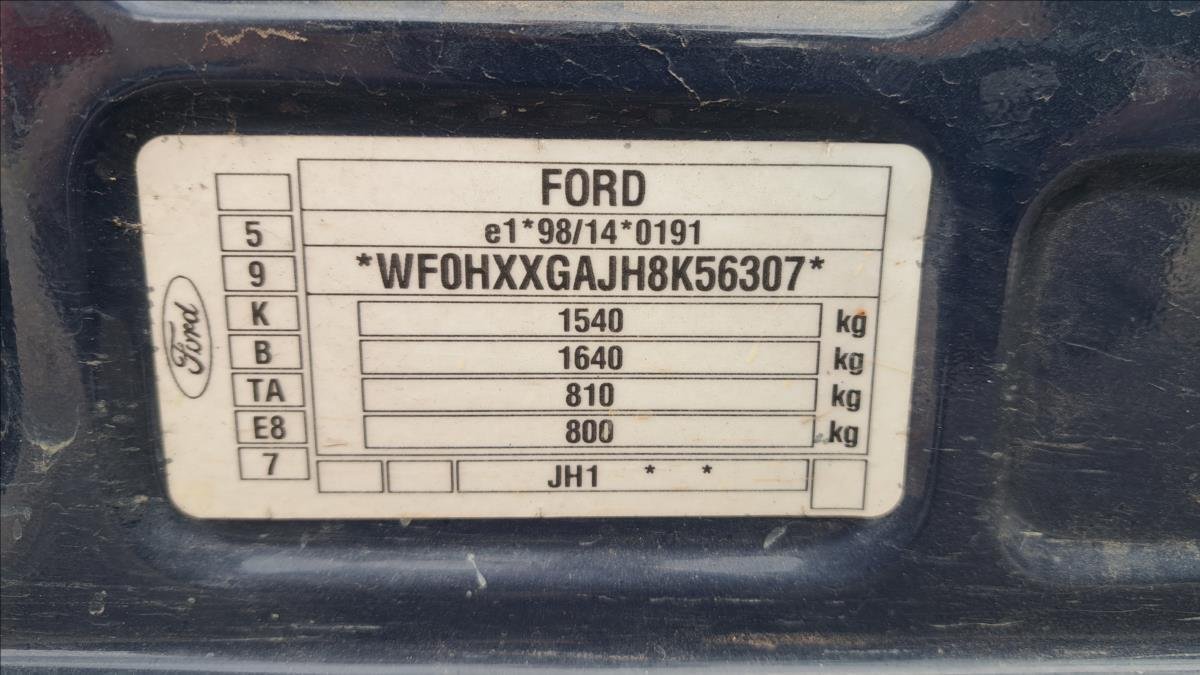 FORD
5 e1*98/14*0191
9 *WF0HXXGAJH8K56307*
K 1540 kg
B 1640 kg
TA 810 kg
E8 800 kg
7 JH1 * *
Ford